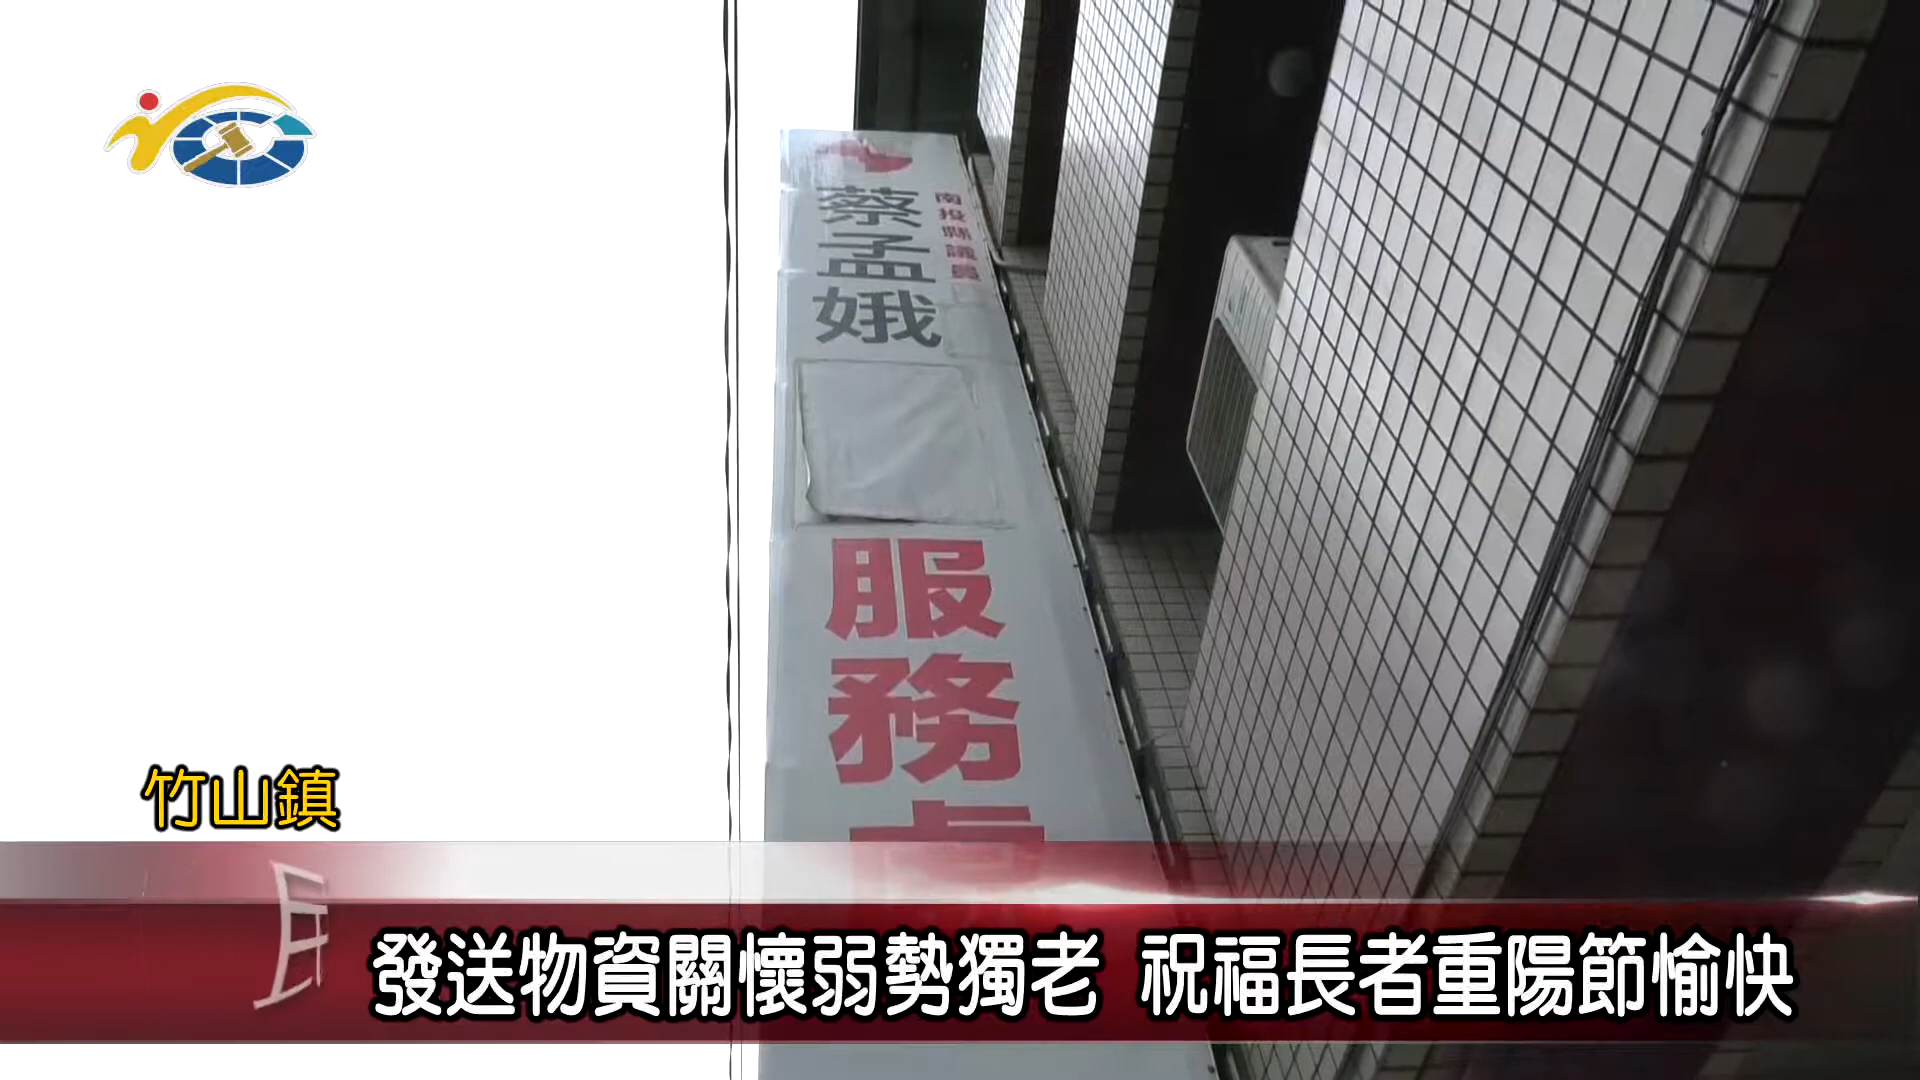 南投縣議員
蔡孟娥
服務處
竹山鎮
發送物資關懷弱勢獨老 祝福長者重陽節愉快